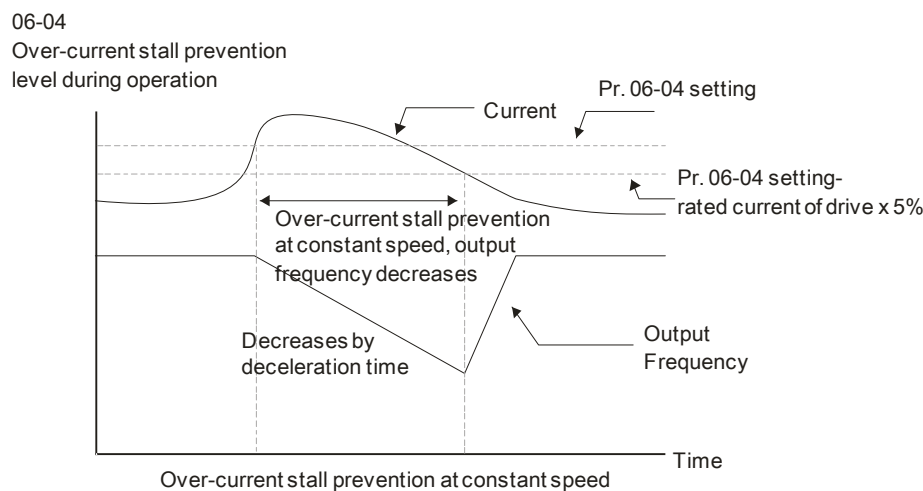 06-04
Over-current stall prevention
level during operation
Pr. 06-04 setting
Current
Pr. 06-04 setting-
rated current of drive x 5%
Over-current stall prevention
at constant speed, output
frequency decreases
Decreases by
deceleration time
Output
Frequency
Time
Over-current stall prevention at constant speed